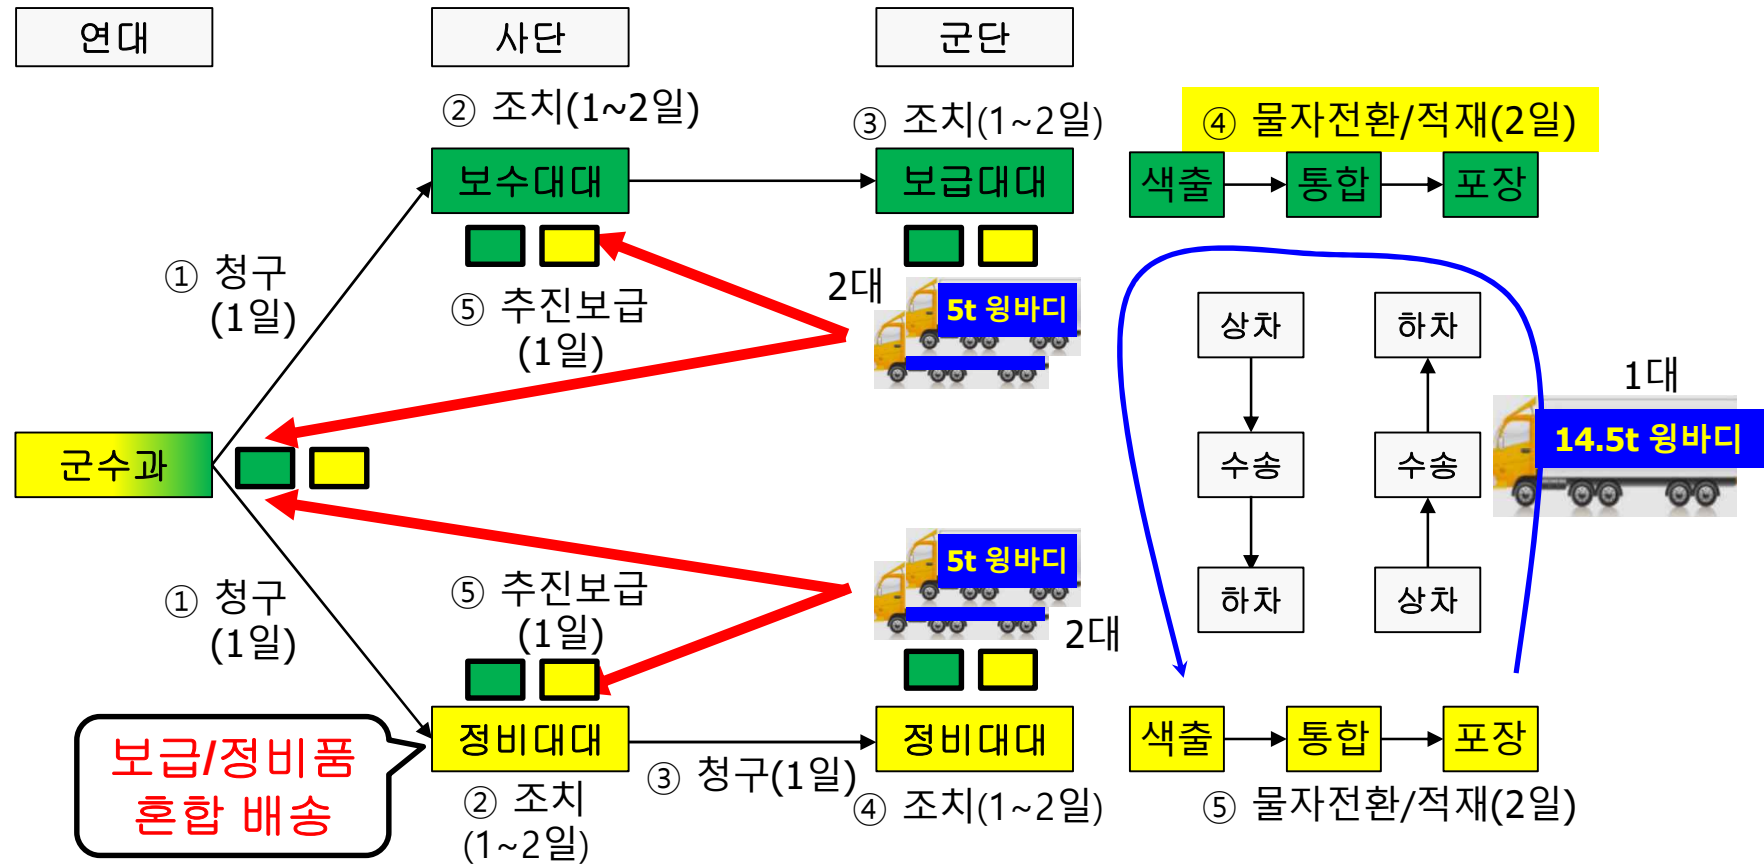 연대
사단
군단
② 조치(1~2일)
③ 조치(1~2일)
④ 물자전환/적재(2일)
보수대대
보급대대
색출
통합
포장
① 청구
(1일)
⑤ 추진보급
(1일)
2대
5t 윙바디
상차
하차
1대
군수과
수송
수송
14.5t 윙바디
① 청구
(1일)
⑤ 추진보급
(1일)
5t 윙바디
2대
하차
상차
보급/정비품
혼합 배송
정비대대
정비대대
색출
통합
포장
② 조치
(1~2일)
③ 청구(1일)
④ 조치(1~2일)
⑤ 물자전환/적재(2일)